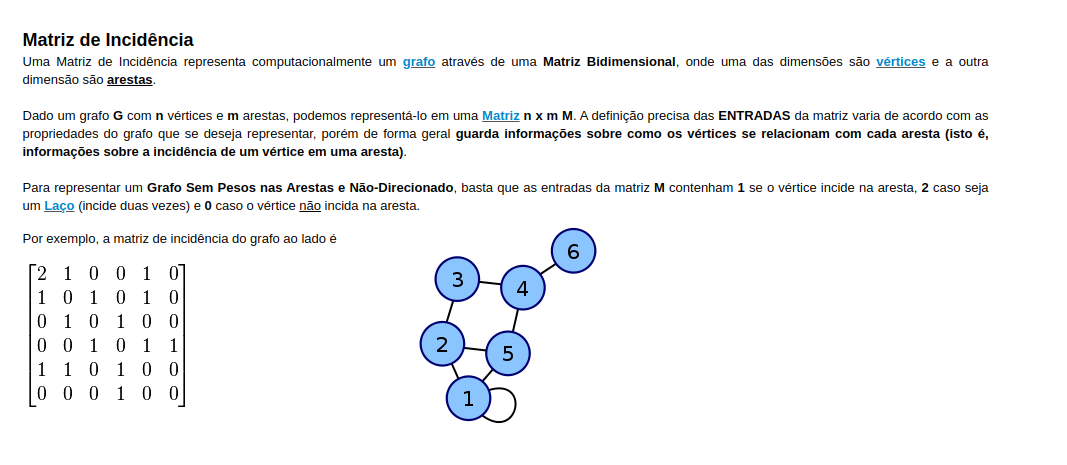 Matriz de Incidência
Uma Matriz de Incidência representa computacionalmente um grafo através de uma Matriz Bidimensional, onde uma das dimensões são vértices e a outra
dimensão são arestas.
Dado um grafo G com n vértices e m arestas, podemos representá-lo em uma Matriz n x m M. A definição precisa das ENTRADAS da matriz varia de acordo com as
propriedades do grafo que se deseja representar, porém de forma geral guarda informações sobre como os vértices se relacionam com cada aresta (isto é,
informações sobre a incidência de um vértice em uma aresta).
Para representar um Grafo Sem Pesos nas Arestas e Não-Direcionado, basta que as entradas da matriz M contenham 1 se o vértice incide na aresta, 2 caso seja
um Laço (incide duas vezes) e 0 caso o vértice não incida na aresta.
Por exemplo, a matriz de incidência do grafo ao lado é
2 1 0 0 1 0
1 0 1 0 1 0
0 1 0 1 0 0
0 0 1 0 1 1
1 1 0 1 0 0
0 0 0 1 0 0
6
3
4
2
5
1